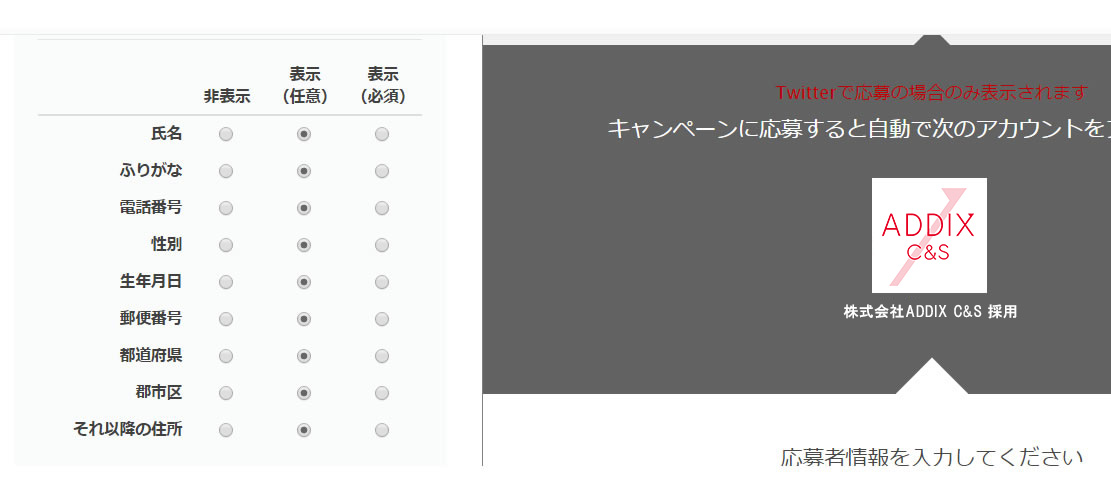 非表示
表示
（任意）
表示
（必須）
氏名
ふりがな
電話番号
性別
生年月日
郵便番号
都道府県
郡市区
それ以降の住所
Twitterで応募の場合のみ表示されます
キャンペーンに応募すると自動で次のアカウントを
ADDIX
C&S
株式会社ADDIX C&S 採用
応募者情報を入力してください